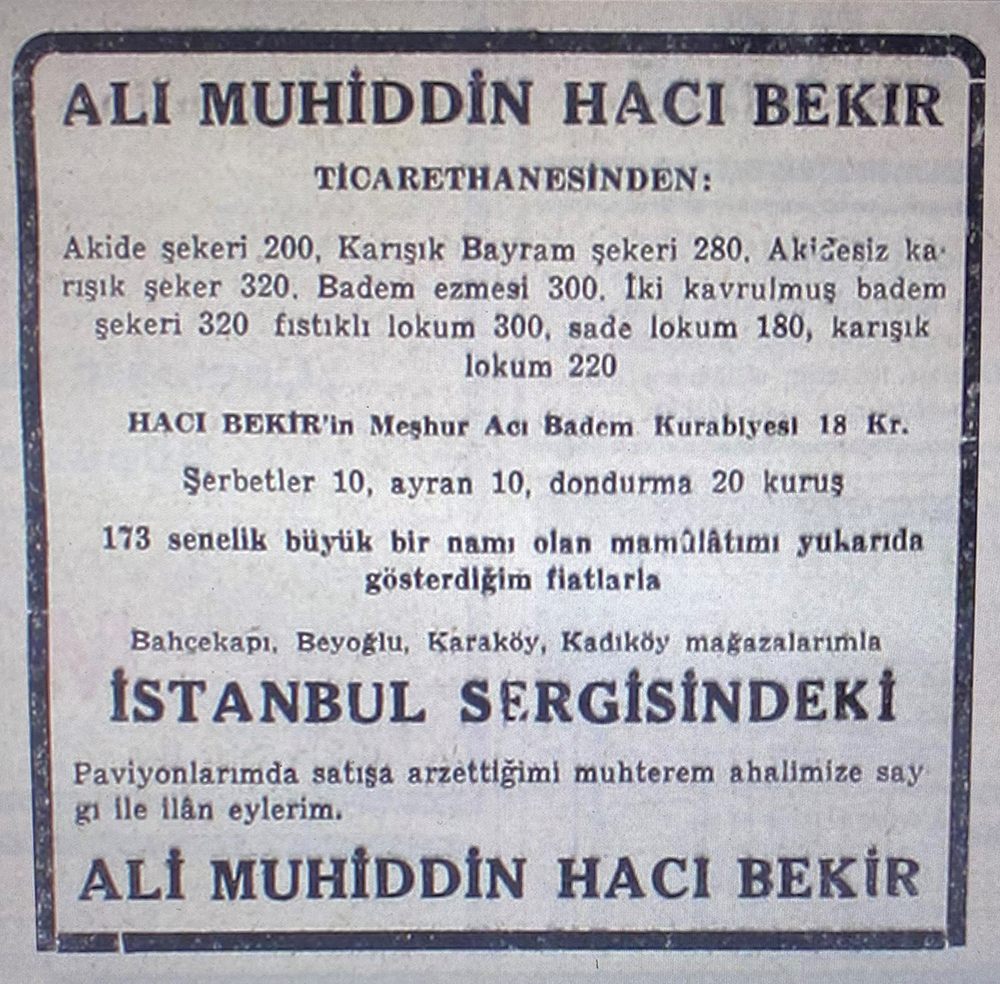 ALİ MUHİDDİN HACI BEKİR
TİCARETHANESİNDEN:
Akide şekeri 200, Karışık Bayram şekeri 280, Akidesiz ka-
rışık şeker 320, Badem ezmesi 300, İki kavrulmuş badem
şekeri 320 fıstıklı lokum 300, sade lokum 180, karışık
lokum 220
HACI BEKİR'in Meşhur Acı Badem Kurabiyesi 18 Kr.
Şerbetler 10, ayran 10, dondurma 20 kuruş
173 senelik büyük bir namı olan mamûlâtımı yukarıda
gösterdiğim fiatlarla
Bahçekapı, Beyoğlu, Karaköy, Kadıköy mağazalarımla
İSTANBUL SERGİSİNDEKİ
Paviyonlarımda satışa arzettiğimi muhterem ahalimize say
gı ile ilân eylerim.
ALİ MUHİDDİN HACI BEKİR